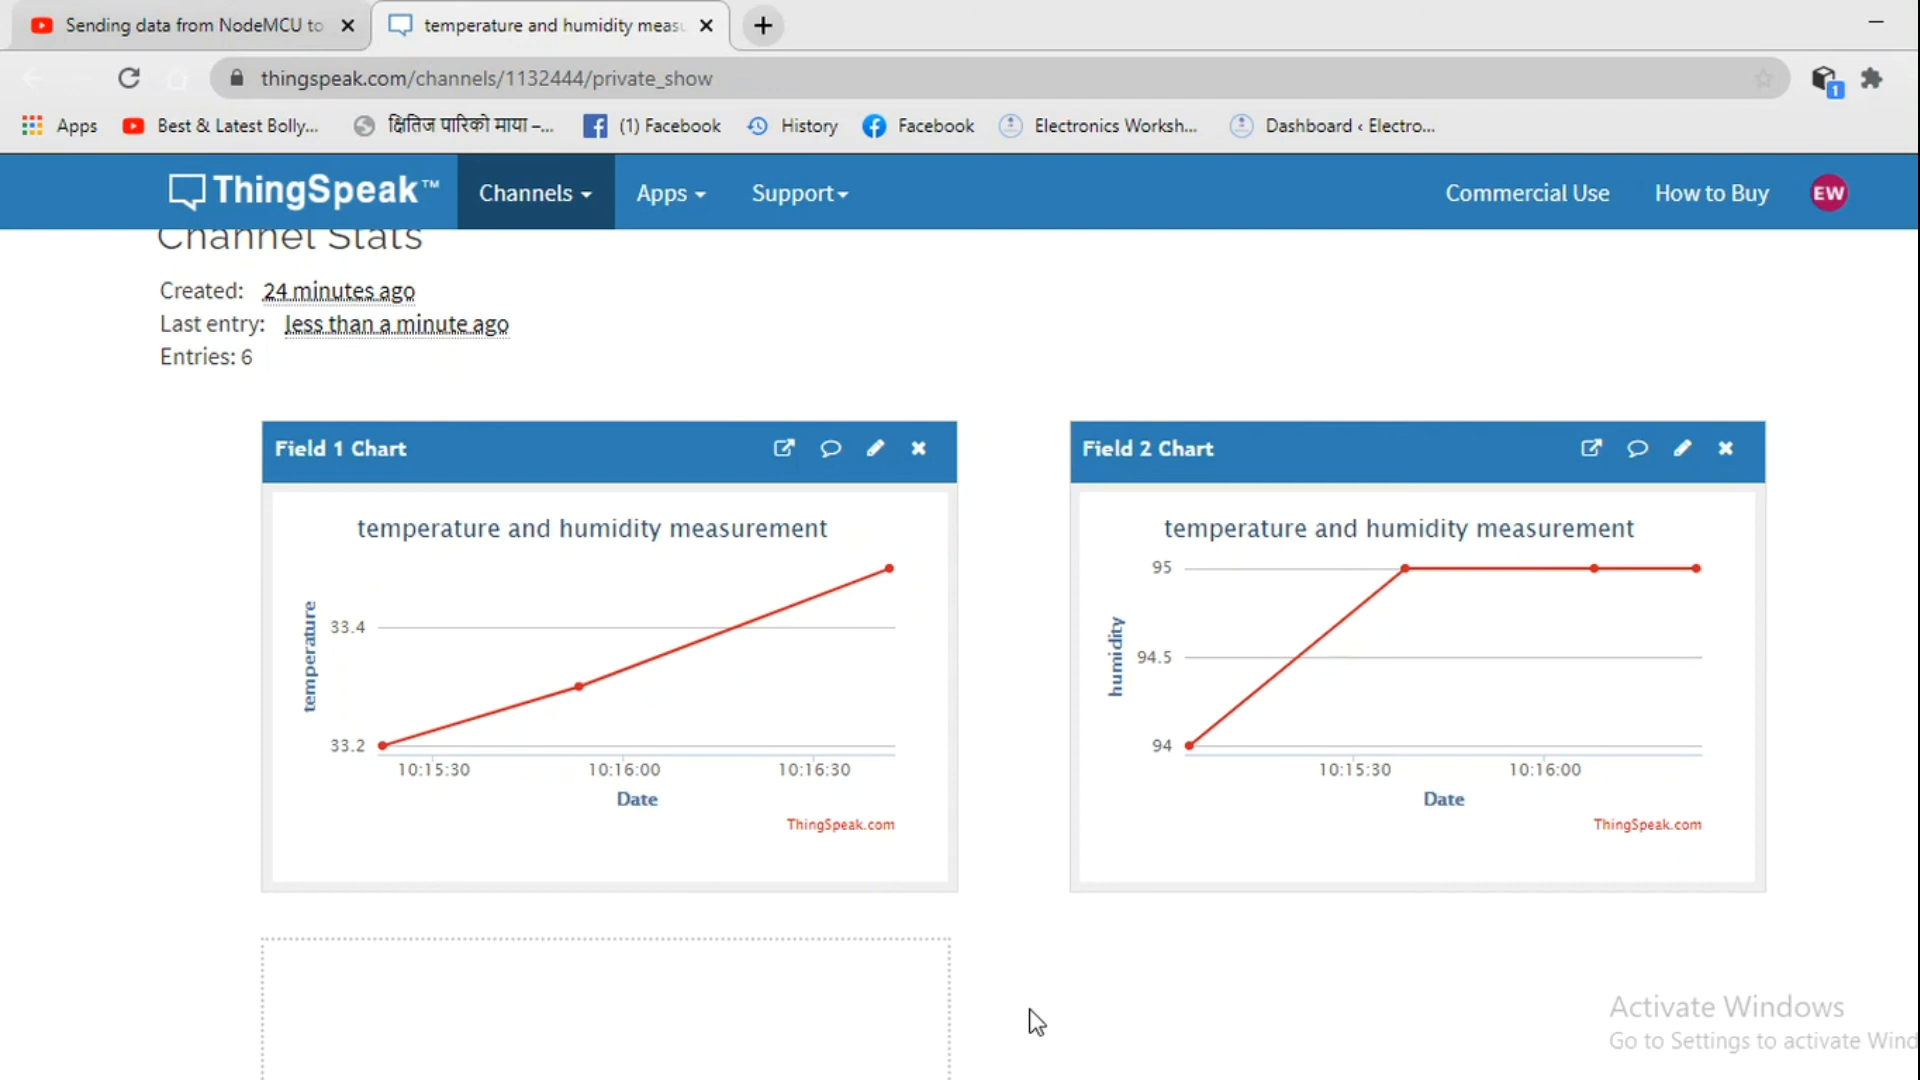 Sending data from NodeMCU to
temperature and humidity meas
thingspeak.com/channels/1132444/private_show
1
Apps
Best & Latest Bolly...
क्षितिज पारिको माया –...
(1) Facebook
History
Facebook
Electronics Worksh...
Dashboard ‹ Electro...
ThingSpeak™
Channels
Apps
Support
Commercial Use
How to Buy
EW
Channel Stats
Created: 24 minutes ago
Last entry: less than a minute ago
Entries: 6
Field 1 Chart
temperature and humidity measurement
temperature
33.4
33.2
10:15:30
10:16:00
10:16:30
Date
ThingSpeak.com
Field 2 Chart
temperature and humidity measurement
humidity
95
94.5
94
10:15:30
10:16:00
Date
ThingSpeak.com
Activate Windows
Go to Settings to activate Wind